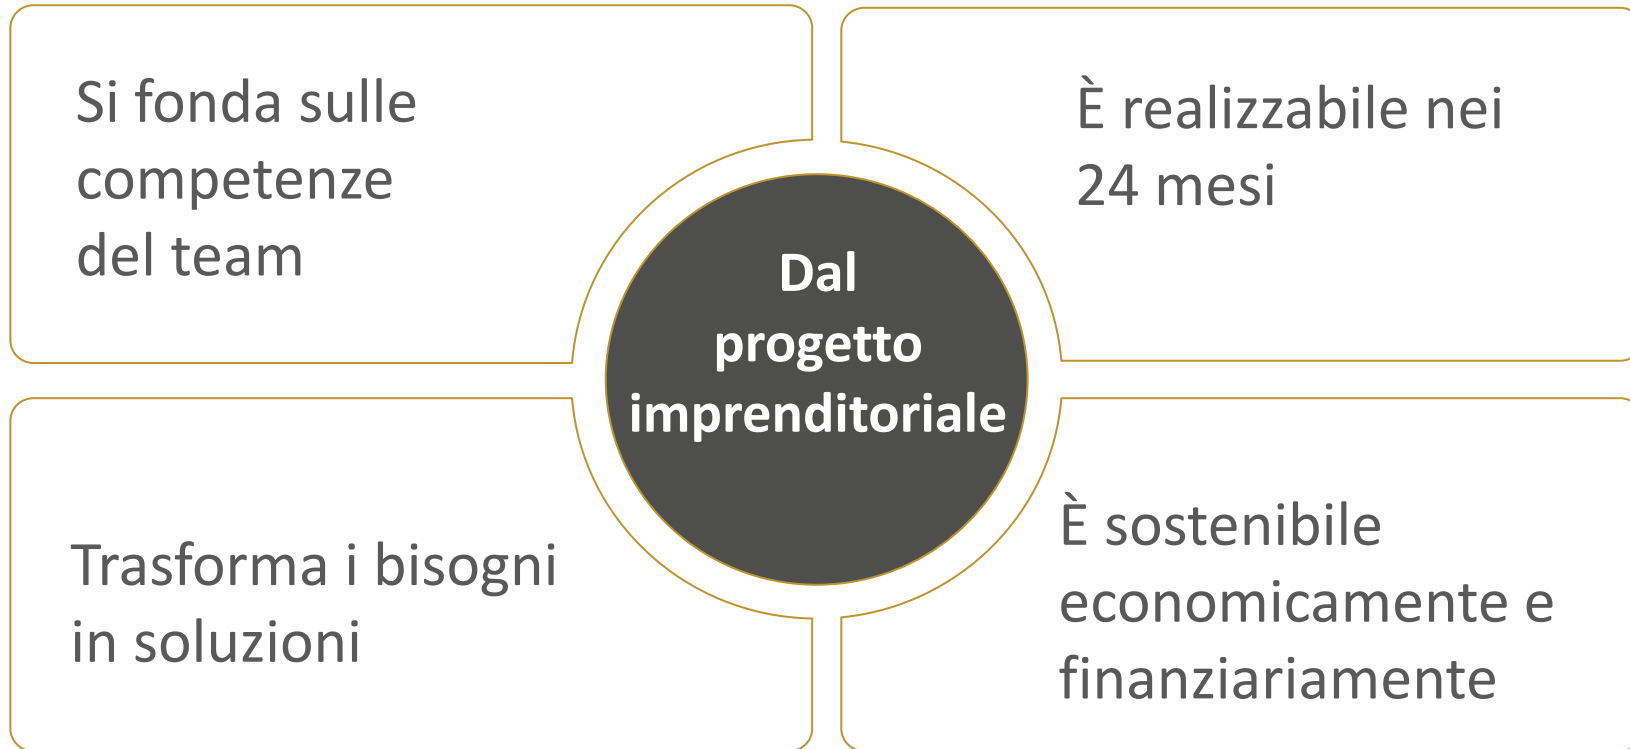 Si fonda sulle
competenze
del team
È realizzabile nei
24 mesi
Dal
progetto
imprenditoriale
Trasforma i bisogni
in soluzioni
È sostenibile
economicamente e
finanziariamente